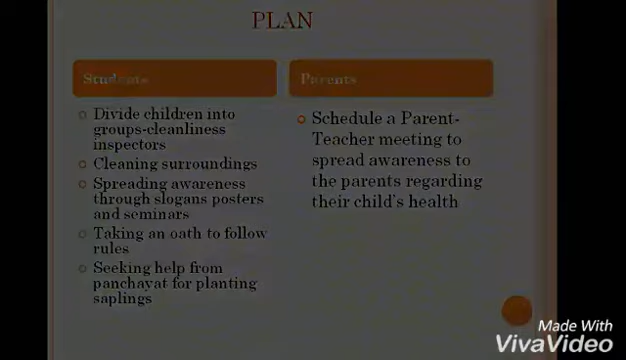 PLAN
Students
Divide children into
groups-cleanliness
inspectors
Cleaning surroundings
Spreading awareness
through slogans posters
and seminars
Taking an oath to follow
rules
Seeking help from
panchayat for planting
saplings
Parents
Schedule a Parent-
Teacher meeting to
spread awareness to
the parents regarding
their child's health
Made With
VivaVideo